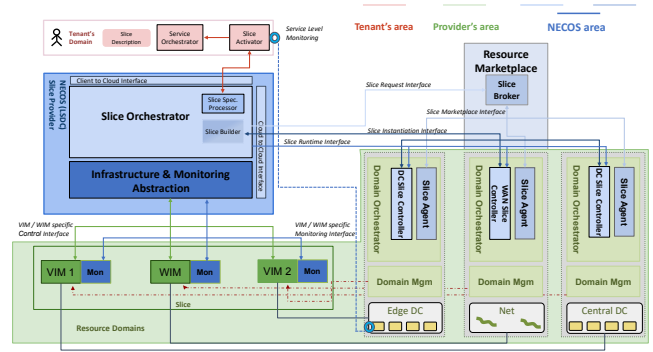 Tenant's area
Provider's area
NECOS area
Tenant's
Domain
Slice
Description
Service
Orchestrator
Slice
Activator
Service Level
Monitoring
Resource
Marketplace
Slice
Broker
NECOS (LSDC)
Slice Provider
Client to Cloud Interface
Slice Spec.
Processor
Slice Orchestrator
Slice Builder
Cloud to Cloud Interface
Infrastructure & Monitoring
Abstraction
Slice Request Interface
Slice Marketplace Interface
Slice Instantiation Interface
Slice Runtime Interface
Domain Orchestrator
DC Slice Controller
Slice Agent
Domain Orchestrator
WAN Slice
Controller
Slice Agent
Domain Orchestrator
DC Slice Controller
Slice Agent
VIM / WIM specific
Control Interface
VIM / WIM specific
Monitoring Interface
VIM 1
Mon
WIM
Mon
VIM 2
Mon
Slice
Resource Domains
Domain Mgm
Domain Mgm
Domain Mgm
Edge DC
Net
Central DC